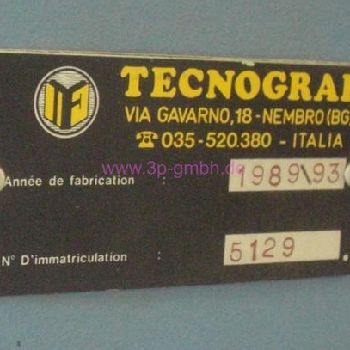 TECNOGRAF
VIA GAVARNO,18-NEMBRO(BG
☎ 035-520.380 - ITALIA
www.3p-gmbh.de
Année de fabrication : 1989\93
N° D'immatriculation : 5129